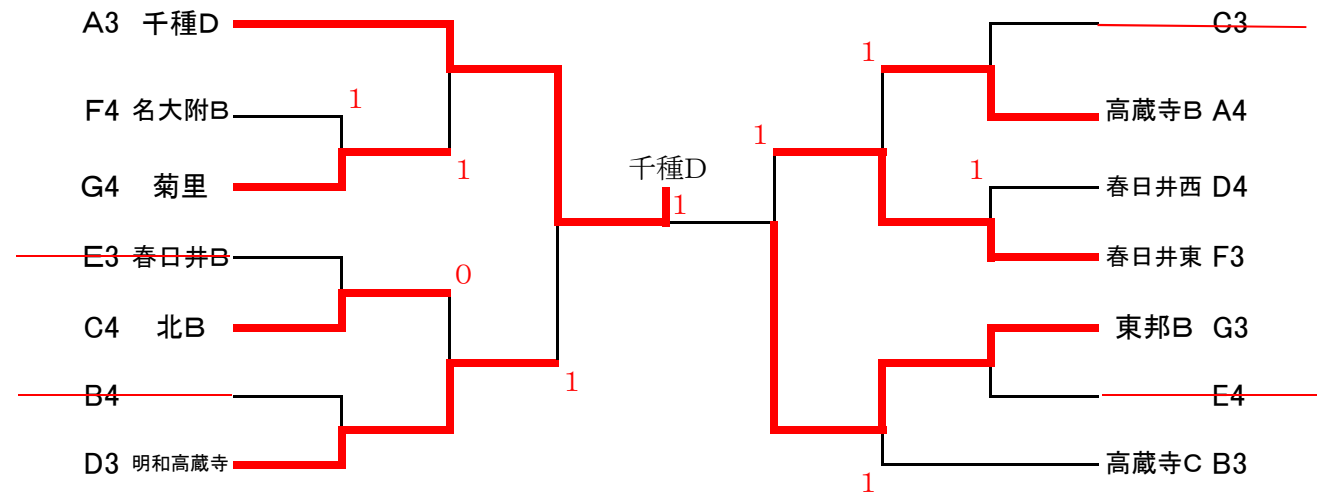 A3 千種D
F4 名大附B
1
G4 菊里
1
E3 春日井B
0
C4 北B
B4
1
D3 明和高蔵寺
千種D
1
C3
1
高蔵寺B A4
1
1
春日井西 D4
春日井東 F3
東邦B G3
E4
高蔵寺C B3
1